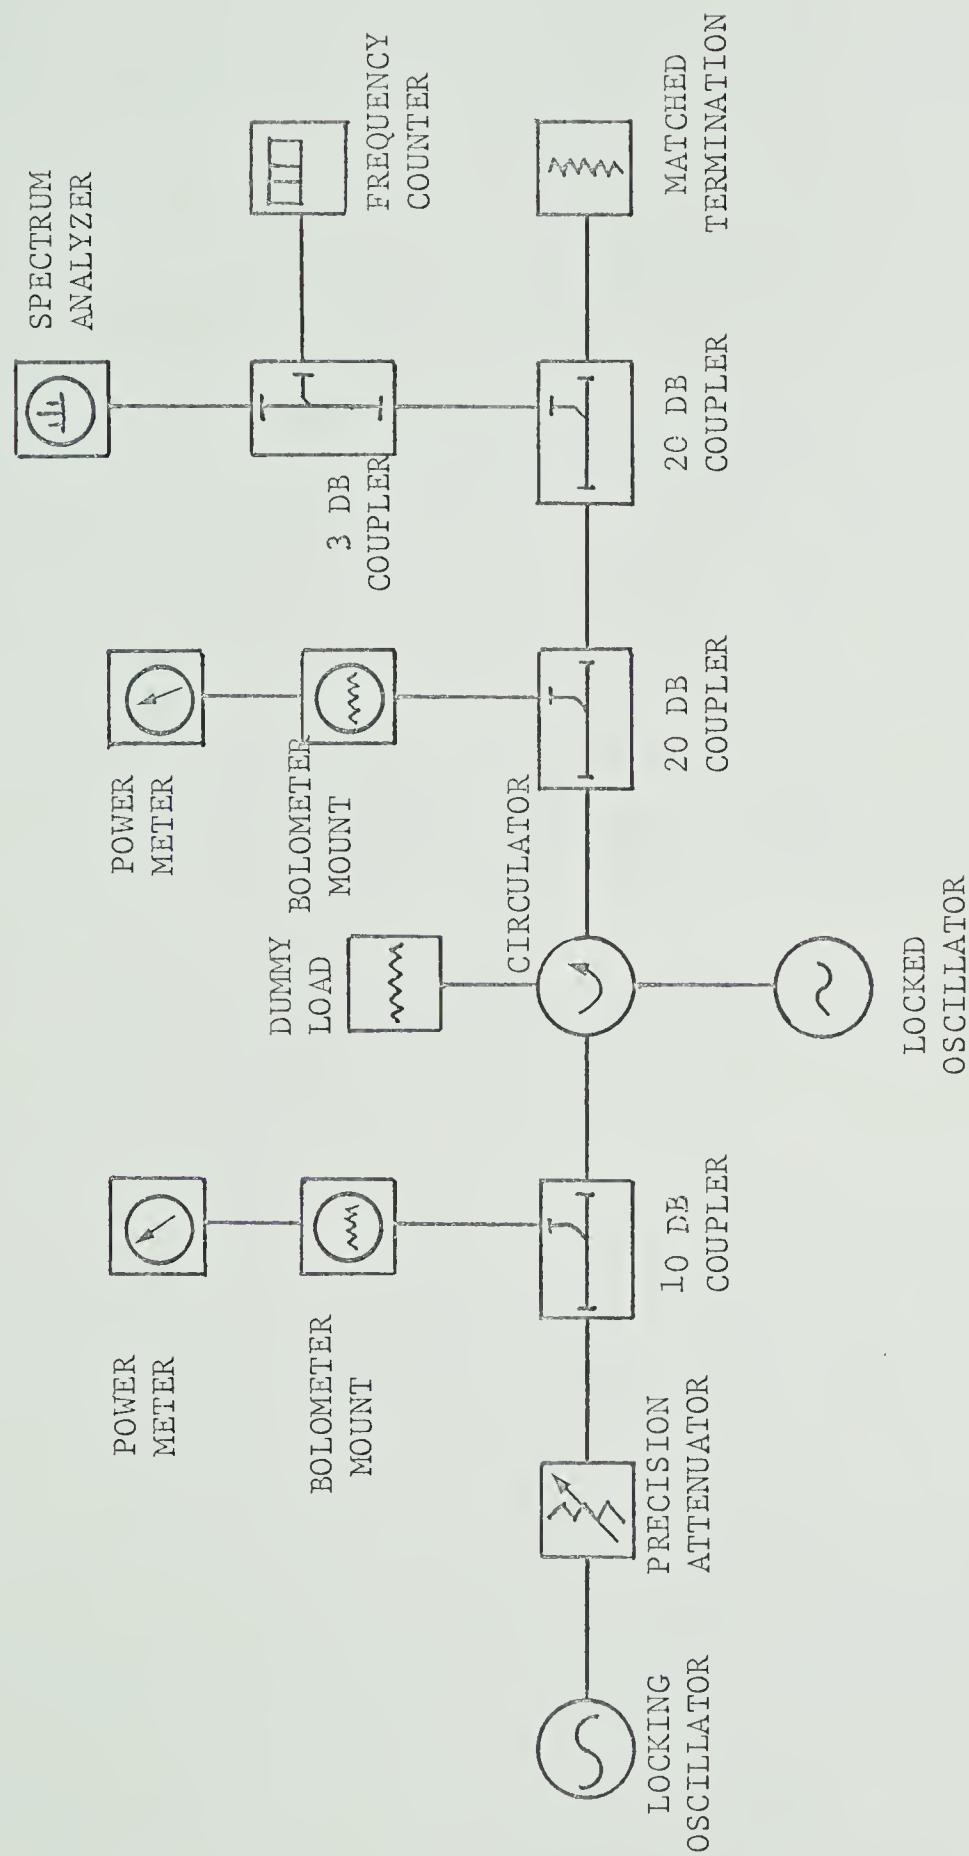 SPECTRUM
ANALYZER
FREQUENCY
COUNTER
3 DB
COUPLER
MATCHED
TERMINATION
20 DB
COUPLER
POWER
METER
BOLOMETER
MOUNT
20 DB
COUPLER
DUMMY
LOAD
CIRCULATOR
LOCKED
OSCILLATOR
POWER
METER
BOLOMETER
MOUNT
10 DB
COUPLER
PRECISION
ATTENUATOR
LOCKING
OSCILLATOR